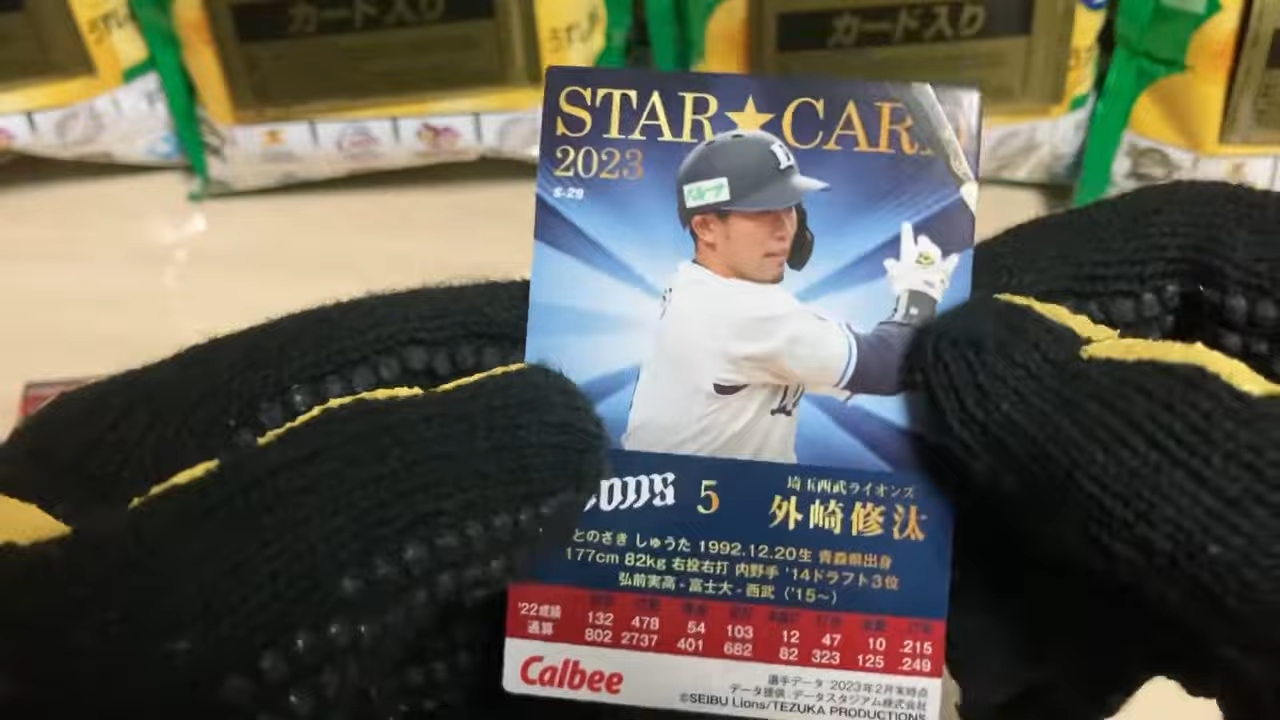 カード入り
カード入り
STAR★CAR
2023
S-29
ions 5
埼玉西武ライオンズ
外崎修汰
とのさき しゅうた 1992.12.20生 青森県出身
177cm 82kg 右投右打 内野手 '14ドラフト3位
弘前実高-富士大-西武('15~)
'22成績 132 478 54 103 12 47 10 .215
通算 802 2737 401 682 82 323 125 .249
Calbee
選手データ:2023年2月末時点
データ提供:データスタジアム株式会社
©SEIBU Lions/TEZUKA PRODUCTIONS